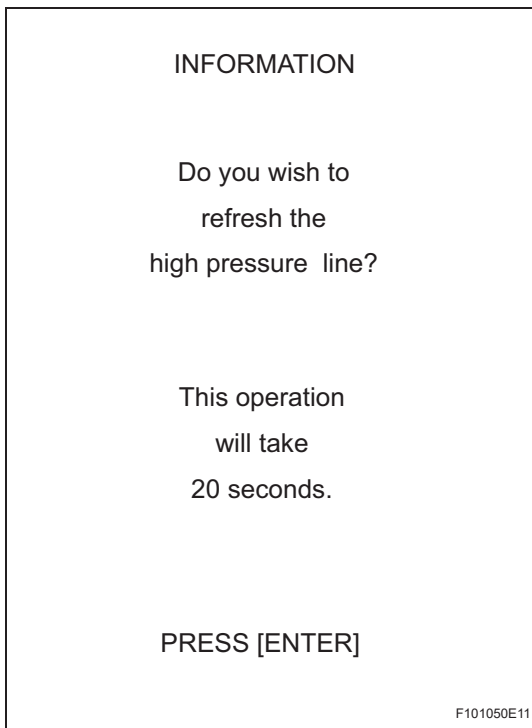 INFORMATION
Do you wish to
refresh the
high pressure line?
This operation
will take
20 seconds.
PRESS [ENTER]
F101050E11